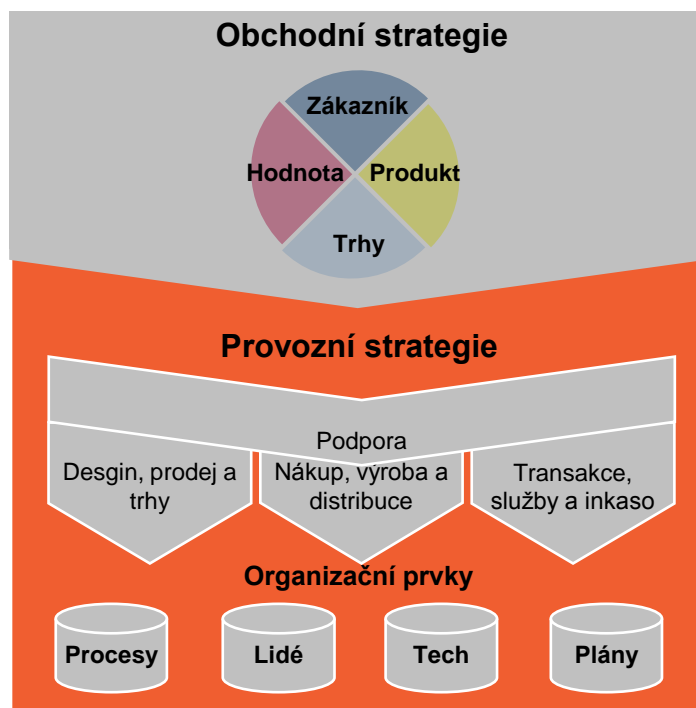 Obchodní strategie
Zákazník
Hodnota
Produkt
Trhy
Provozní strategie
Podpora
Desgin, prodej a
trhy
Nákup, výroba a
distribuce
Transakce,
služby a inkaso
Organizační prvky
Procesy
Lidé
Tech
Plány